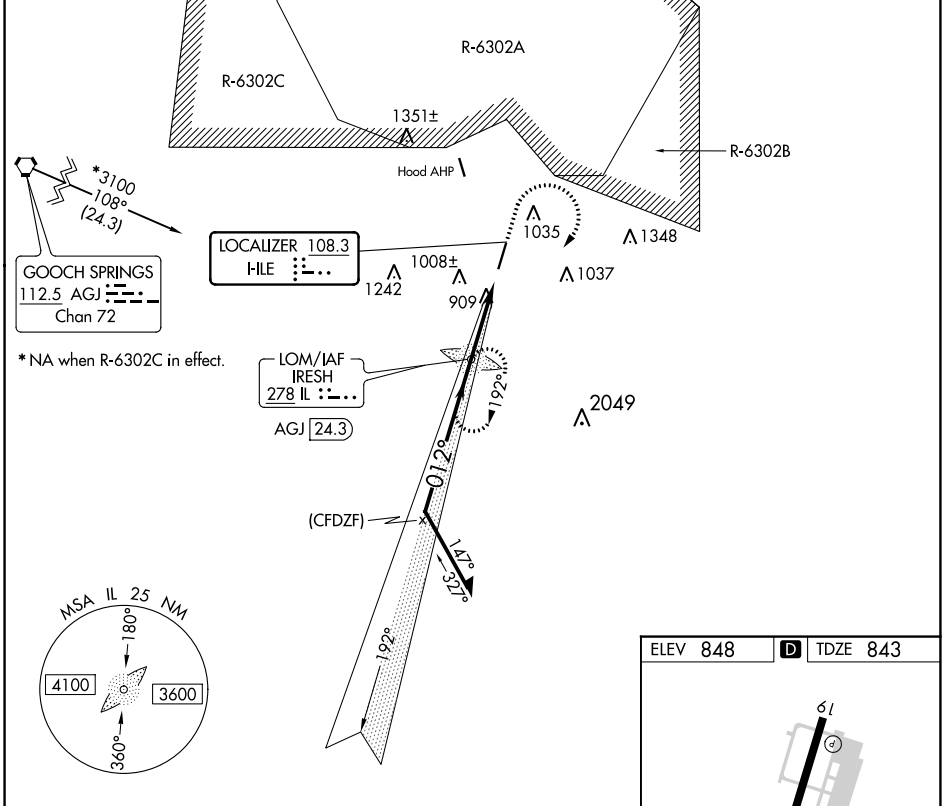 R-6302A
R-6302C
1351±
R-6302B
Hood AHP
*3100
108°
(24.3)
1035
1348
LOCALIZER 108.3
I-ILE
1008±
1242
1037
909
GOOCH SPRINGS
112.5 AGJ
Chan 72
* NA when R-6302C in effect.
LOM/IAF
IRESH
278 IL
192°
2049
AGJ 24.3
012°
(CFDZF)
147°
327°
MSA IL 25 NM
180°
4100
3600
360°
192°
ELEV 848 D TDZE 843
19
P